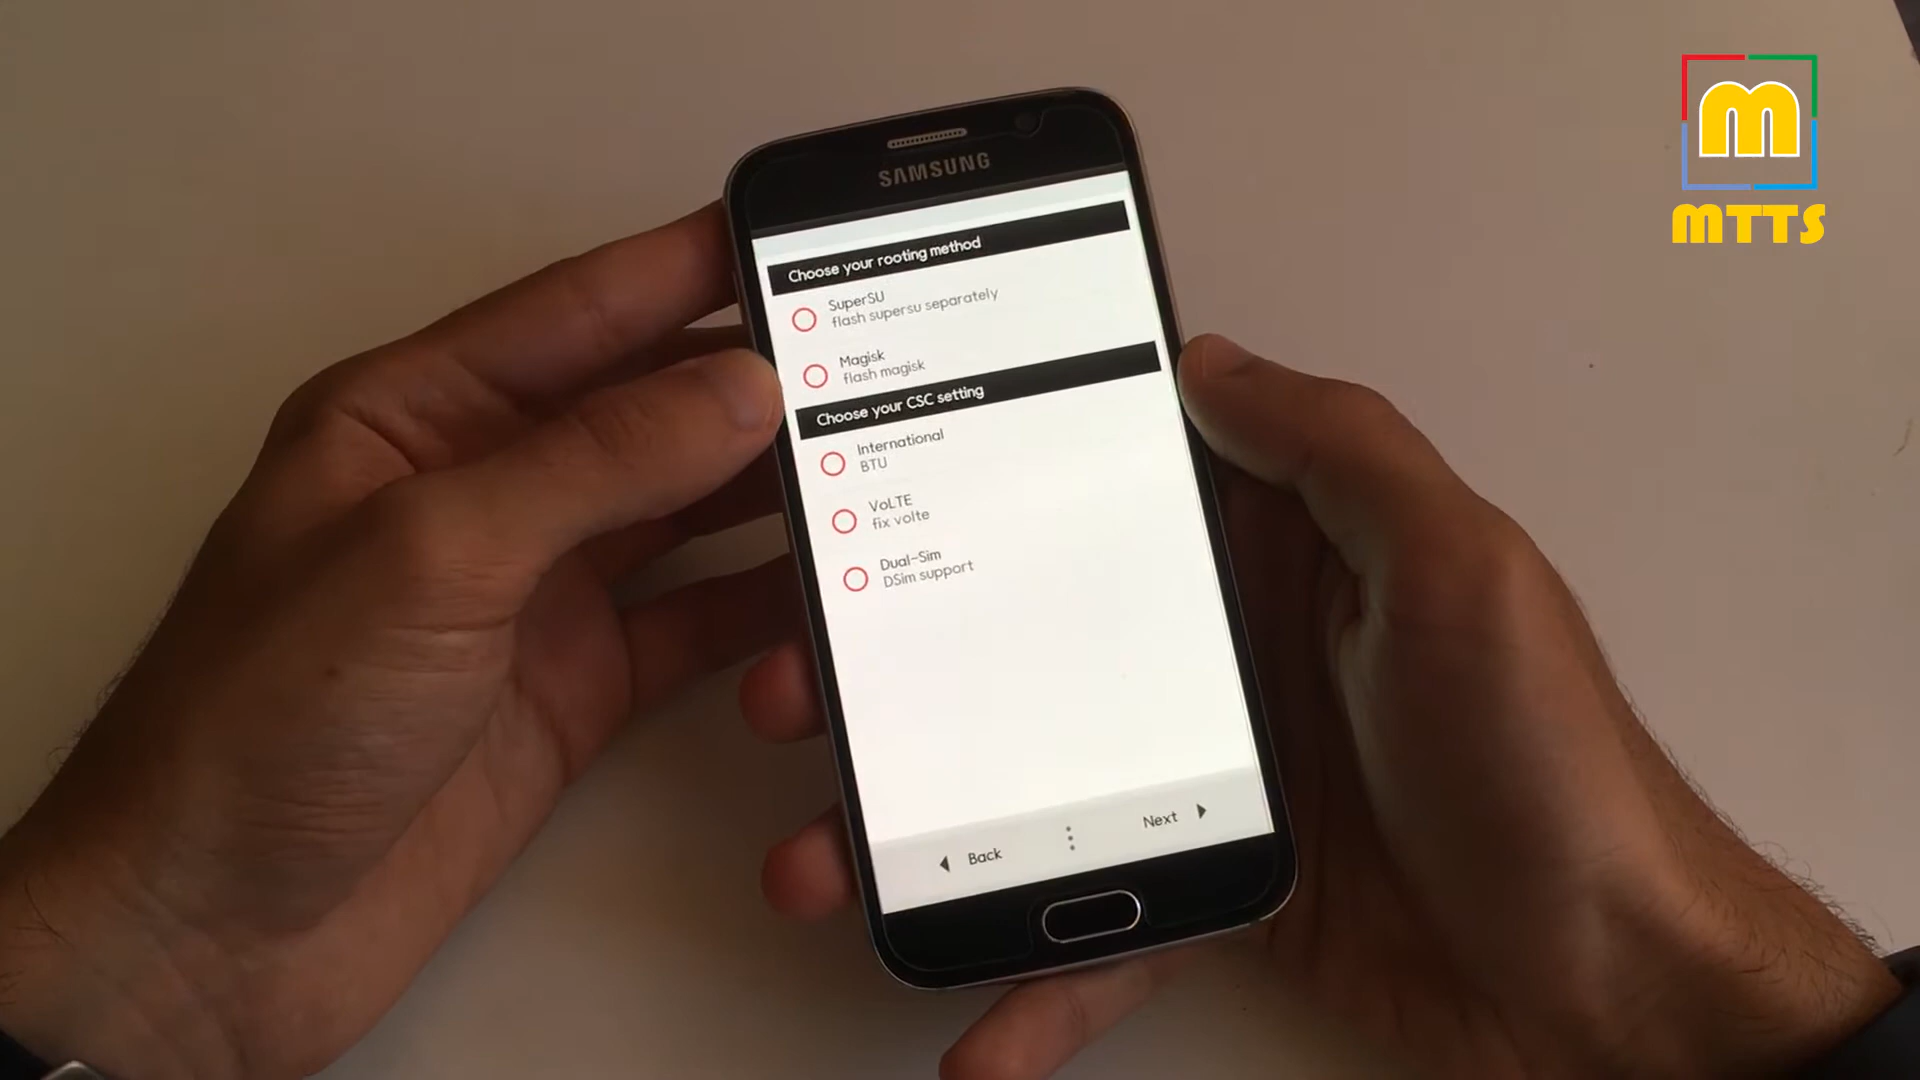 SAMSUNG
Choose your rooting method
SuperSU
flash supersu separately
Magisk
flash magisk
Choose your CSC setting
International
BTU
VoLTE
fix volte
Dual-Sim
DSim support
Back
Next
m
MTTS